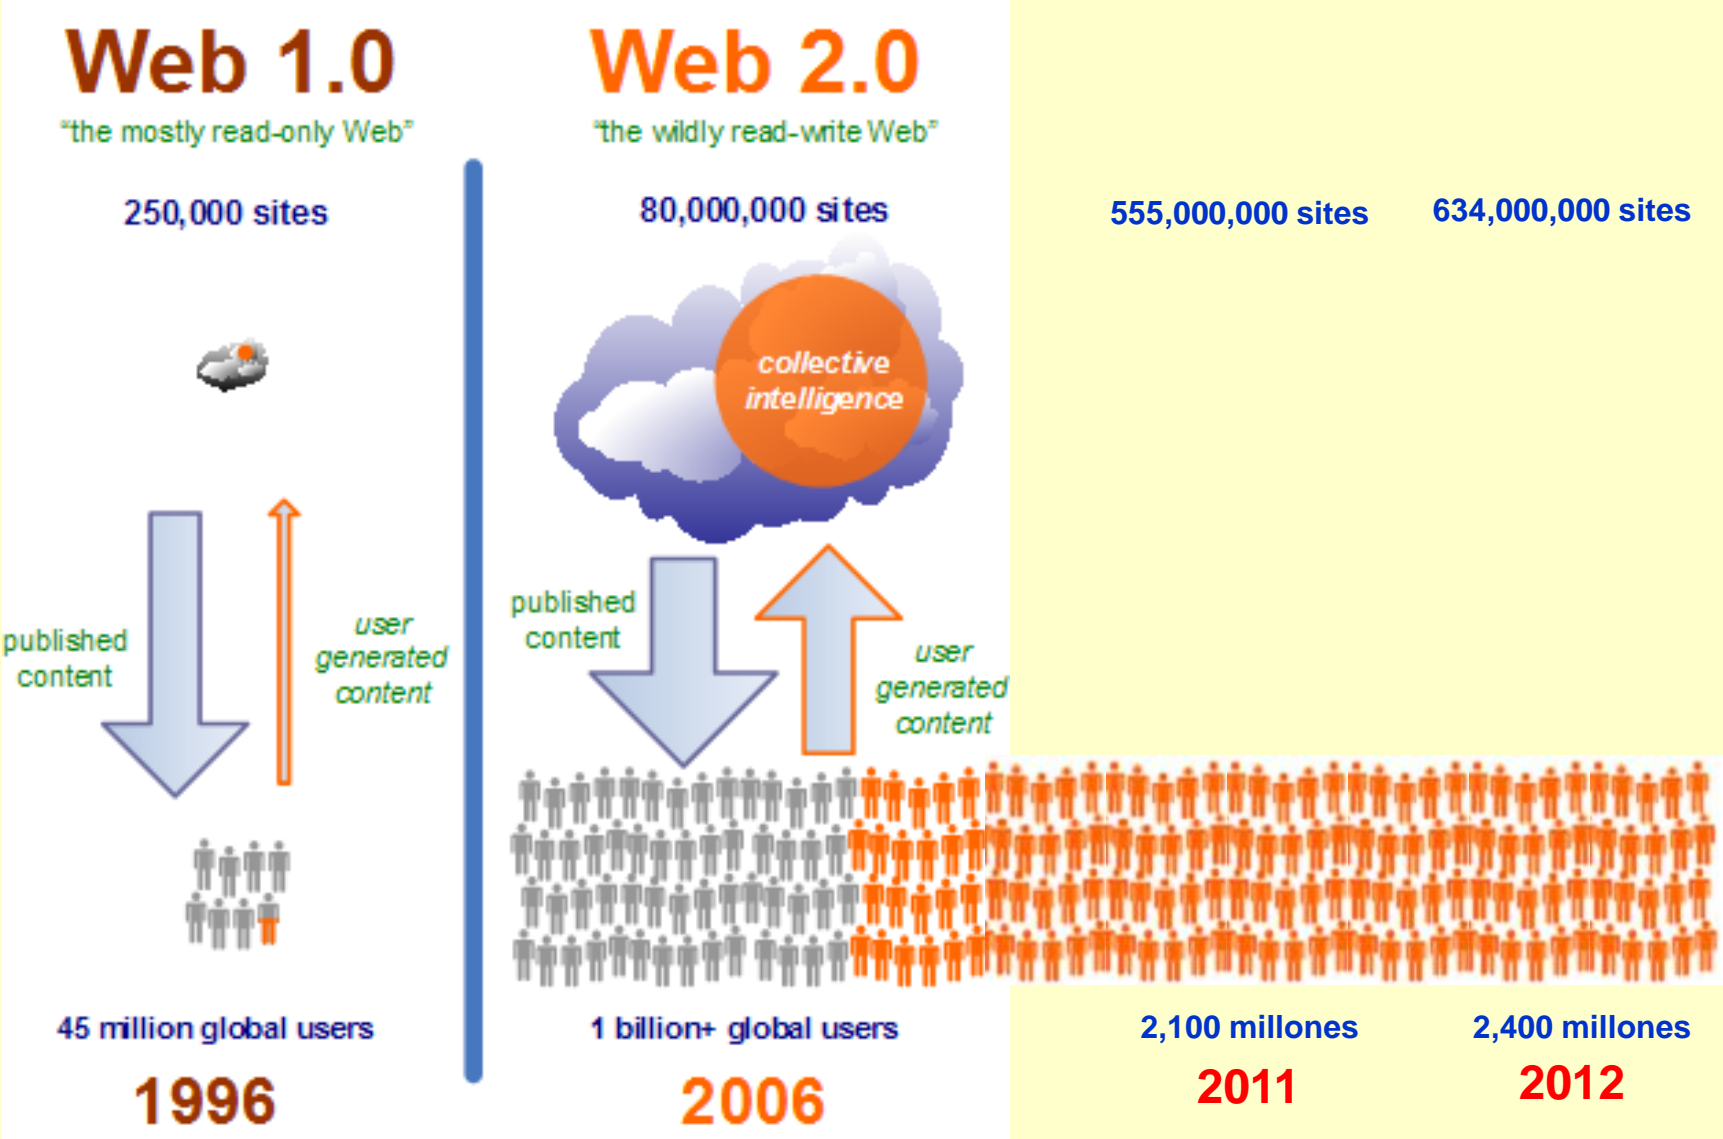 Web 1.0
“the mostly read-only Web”
250,000 sites
published
content
user
generated
content
45 million global users
1996
Web 2.0
“the wildly read-write Web”
80,000,000 sites
collective
intelligence
published
content
user
generated
content
1 billion+ global users
2006
555,000,000 sites
2,100 millones
2011
634,000,000 sites
2,400 millones
2012